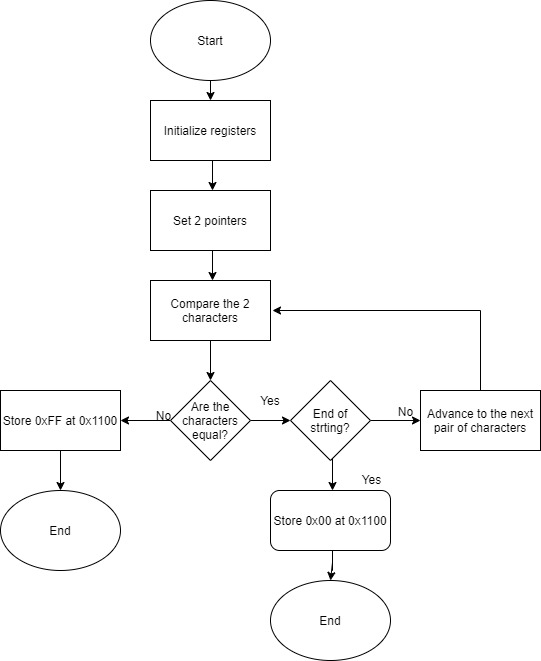 Start
Initialize registers
Set 2 pointers
Compare the 2
characters
Are the
characters
equal?
No
Yes
Store 0xFF at 0x1100
End
End of
strting?
No
Yes
Advance to the next
pair of characters
Store 0x00 at 0x1100
End